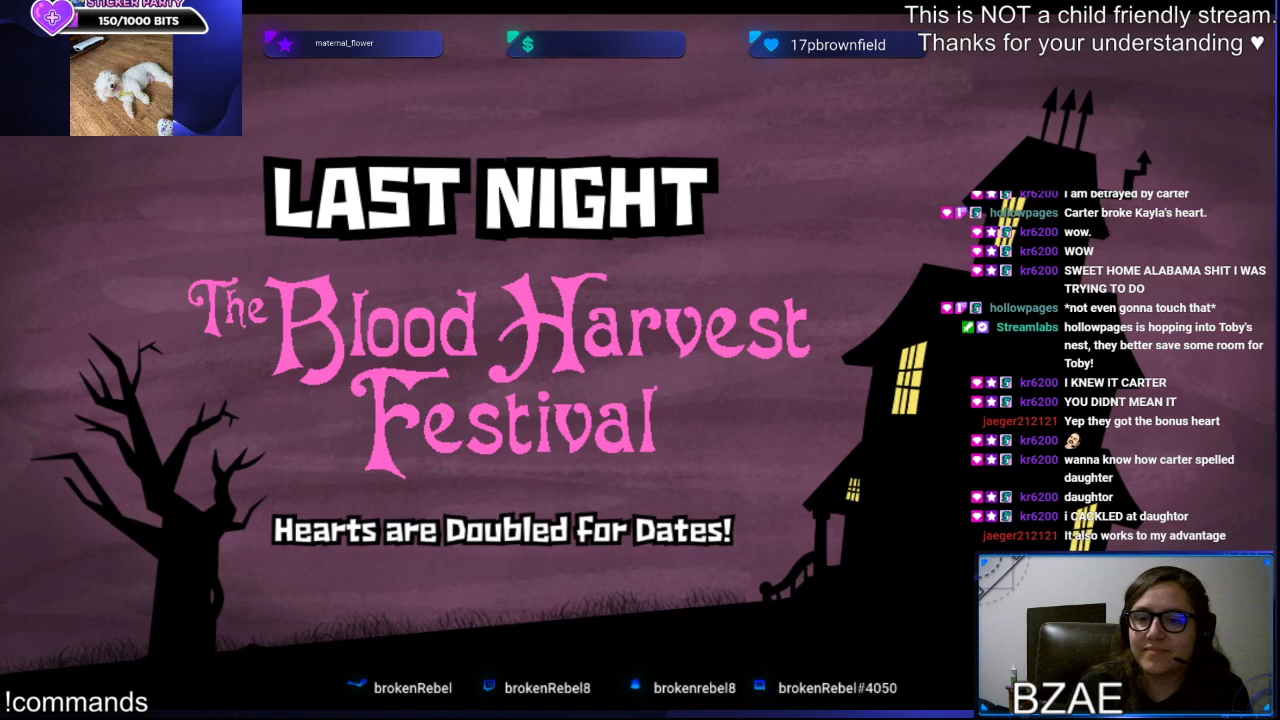 STICKER PARTY
150/1000 BITS
maternal_flower
$
17pbrownfield
This is NOT a child friendly stream.
Thanks for your understanding ♥
LAST NIGHT
The Blood Harvest
Festival
Hearts are Doubled for Dates!
kr6200 I am betrayed by carter
hollowpages Carter broke Kayla's heart.
kr6200 wow.
kr6200 WOW
kr6200 SWEET HOME ALABAMA SHIT I WAS
TRYING TO DO
hollowpages *not even gonna touch that*
Streamlabs hollowpages is hopping into Toby's
nest, they better save some room for
Toby!
kr6200 I KNEW IT CARTER
kr6200 YOU DIDNT MEAN IT
jaeger212121 Yep they got the bonus heart
kr6200
kr6200 wanna know how carter spelled
daughter
kr6200 daughtor
kr6200 i CACKLED at daughtor
jaeger212121 It also works to my advantage
brokenRebel
brokenRebel8
brokenrebel8
brokenRebel#4050
!commands
BZAE